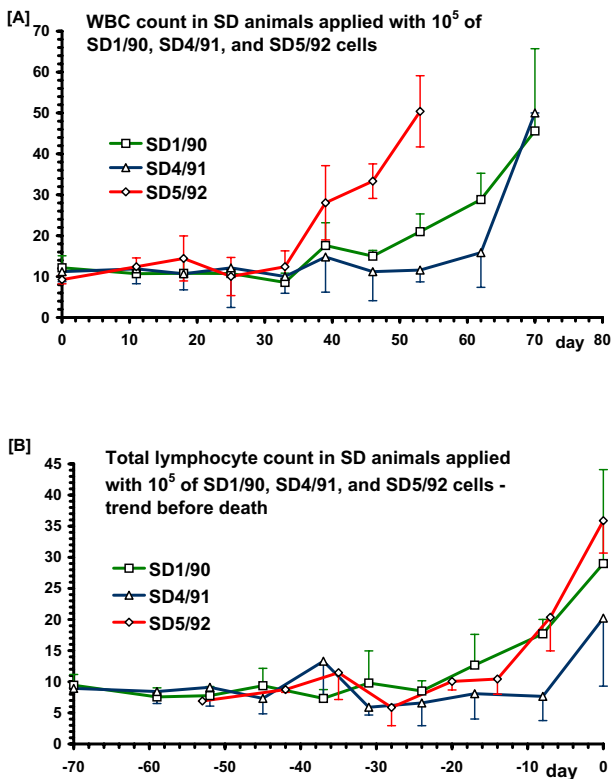 [A]
WBC count in SD animals applied with 10⁵ of
SD1/90, SD4/91, and SD5/92 cells
70
60
50
40
30
20
10
0
SD1/90
SD4/91
SD5/92
0 10 20 30 40 50 60 70 80
day
[B]
Total lymphocyte count in SD animals applied
with 10⁵ of SD1/90, SD4/91, and SD5/92 cells -
trend before death
45
40
35
30
25
20
15
10
5
0
SD1/90
SD4/91
SD5/92
-70 -60 -50 -40 -30 -20 -10 0
day